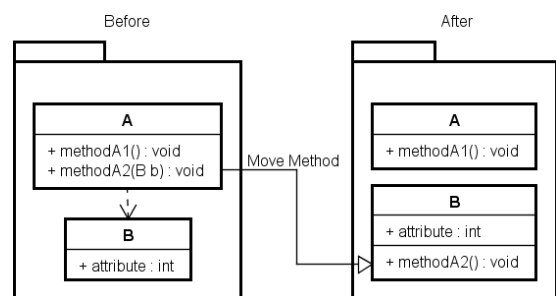 Before
A
+ methodA1() : void
+ methodA2(B b) : void
B
+ attribute : int
Move Method
After
A
+ methodA1() : void
B
+ attribute : int
+ methodA2() : void